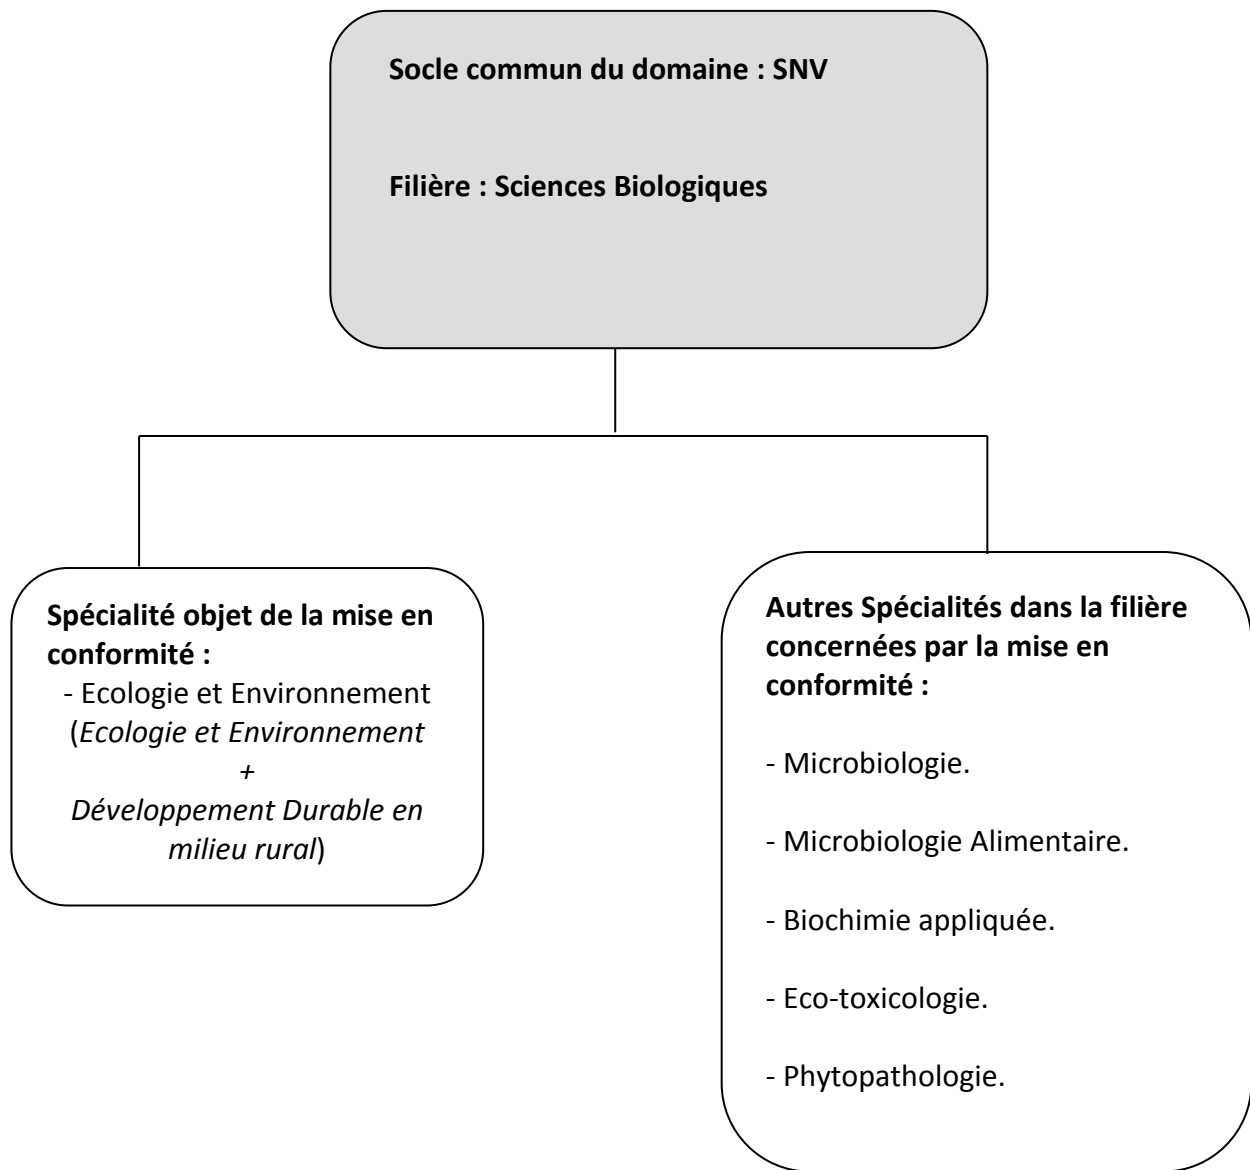 Socle commun du domaine : SNV
Filière : Sciences Biologiques
Spécialité objet de la mise en
conformité :
- Ecologie et Environnement
(Ecologie et Environnement
+
Développement Durable en
milieu rural)
Autres Spécialités dans la filière
concernées par la mise en
conformité :
- Microbiologie.
- Microbiologie Alimentaire.
- Biochimie appliquée.
- Eco-toxicologie.
- Phytopathologie.